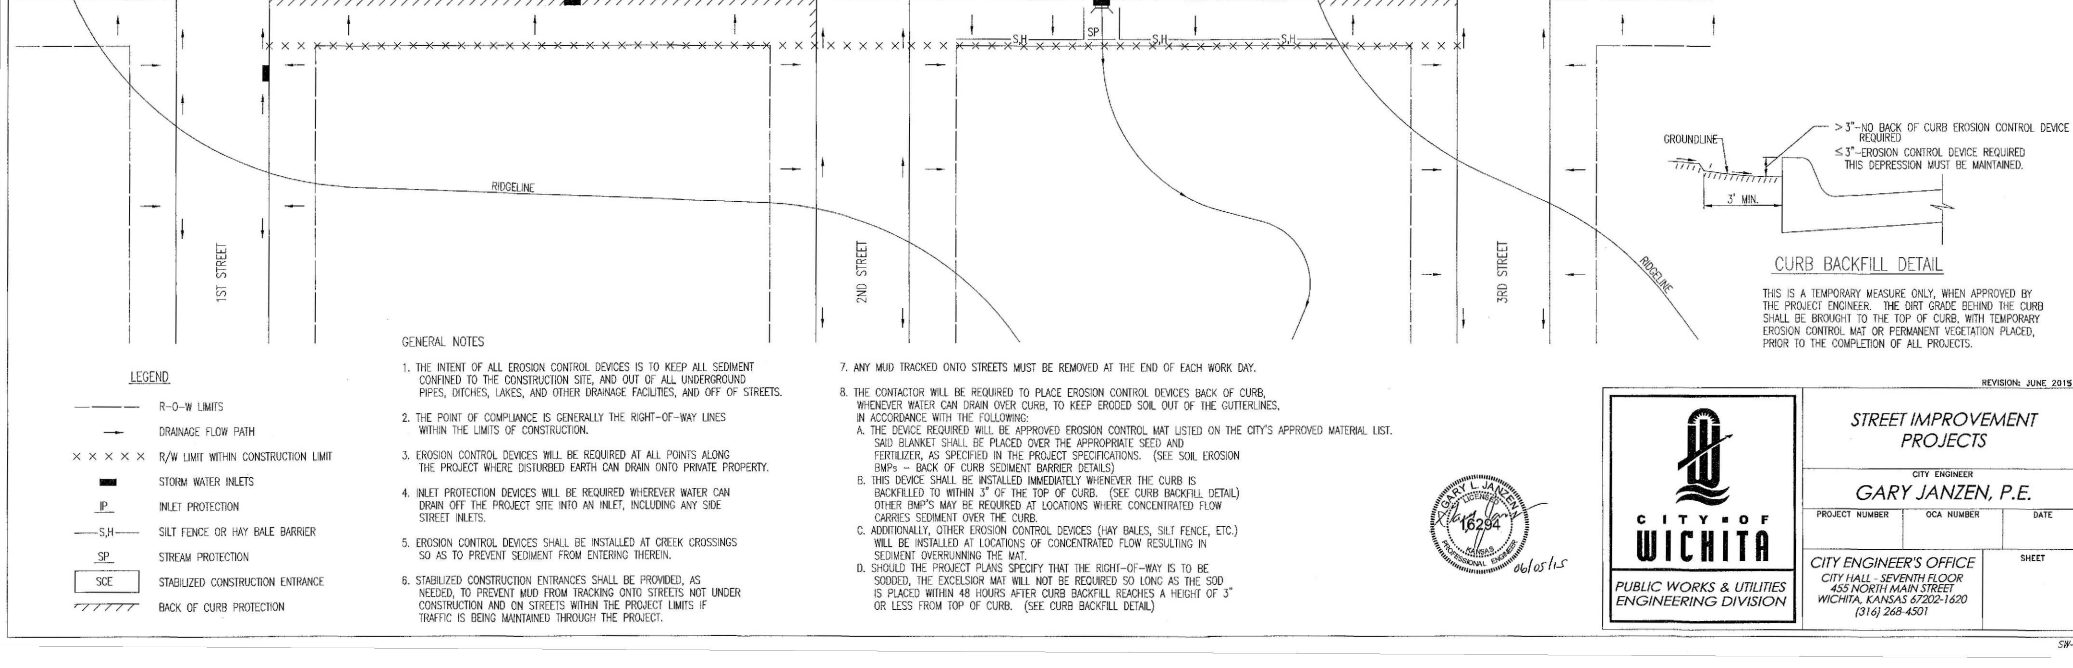 S,H
SP
S,H
S,H
RIDGELINE
1ST STREET
2ND STREET
3RD STREET
RIDGELINE
GROUNDLINE
> 3"-NO BACK OF CURB EROSION CONTROL DEVICE
REQUIRED
≤ 3"-EROSION CONTROL DEVICE REQUIRED
THIS DEPRESSION MUST BE MAINTAINED.
3' MIN.
CURB BACKFILL DETAIL
THIS IS A TEMPORARY MEASURE ONLY, WHEN APPROVED BY
THE PROJECT ENGINEER. THE DIRT GRADE BEHIND THE CURB
SHALL BE BROUGHT TO THE TOP OF CURB, WITH TEMPORARY
EROSION CONTROL MAT OR PERMANENT VEGETATION PLACED,
PRIOR TO THE COMPLETION OF ALL PROJECTS.
LEGEND
R-O-W LIMITS
DRAINAGE FLOW PATH
X X X X X R/W LIMIT WITHIN CONSTRUCTION LIMIT
STORM WATER INLETS
IP INLET PROTECTION
S,H SILT FENCE OR HAY BALE BARRIER
SP STREAM PROTECTION
SCE STABILIZED CONSTRUCTION ENTRANCE
BACK OF CURB PROTECTION
GENERAL NOTES
1. THE INTENT OF ALL EROSION CONTROL DEVICES IS TO KEEP ALL SEDIMENT
CONFINED TO THE CONSTRUCTION SITE, AND OUT OF ALL UNDERGROUND
PIPES, DITCHES, LAKES, AND OTHER DRAINAGE FACILITIES, AND OFF OF STREETS.
2. THE POINT OF COMPLIANCE IS GENERALLY THE RIGHT-OF-WAY LINES
WITHIN THE LIMITS OF CONSTRUCTION.
3. EROSION CONTROL DEVICES WILL BE REQUIRED AT ALL POINTS ALONG
THE PROJECT WHERE DISTURBED EARTH CAN DRAIN ONTO PRIVATE PROPERTY.
4. INLET PROTECTION DEVICES WILL BE REQUIRED WHEREVER WATER CAN
DRAIN OFF THE PROJECT SITE INTO AN INLET, INCLUDING ANY SIDE
STREET INLETS.
5. EROSION CONTROL DEVICES SHALL BE INSTALLED AT CREEK CROSSINGS
SO AS TO PREVENT SEDIMENT FROM ENTERING THEREIN.
6. STABILIZED CONSTRUCTION ENTRANCES SHALL BE PROVIDED, AS
NEEDED, TO PREVENT MUD FROM TRACKING ONTO STREETS NOT UNDER
CONSTRUCTION AND ON STREETS WITHIN THE PROJECT LIMITS IF
TRAFFIC IS BEING MAINTAINED THROUGH THE PROJECT.
7. ANY MUD TRACKED ONTO STREETS MUST BE REMOVED AT THE END OF EACH WORK DAY.
8. THE CONTACTOR WILL BE REQUIRED TO PLACE EROSION CONTROL DEVICES BACK OF CURB,
WHENEVER WATER CAN DRAIN OVER CURB, TO KEEP ERODED SOIL OUT OF THE GUTTERLINES,
IN ACCORDANCE WITH THE FOLLOWING:
A. THE DEVICE REQUIRED WILL BE APPROVED EROSION CONTROL MAT LISTED ON THE CITY'S APPROVED MATERIAL LIST.
SAID BLANKET SHALL BE PLACED OVER THE APPROPRIATE SEED AND
FERTILIZER, AS SPECIFIED IN THE PROJECT SPECIFICATIONS. (SEE SOIL EROSION
BMPs - BACK OF CURB SEDIMENT BARRIER DETAILS)
B. THIS DEVICE SHALL BE INSTALLED IMMEDIATELY WHENEVER THE CURB IS
BACKFILLED TO WITHIN 3" OF THE TOP OF CURB. (SEE CURB BACKFILL DETAIL)
OTHER BMP'S MAY BE REQUIRED AT LOCATIONS WHERE CONCENTRATED FLOW
CARRIES SEDIMENT OVER THE CURB.
C. ADDITIONALLY, OTHER EROSION CONTROL DEVICES (HAY BALES, SILT FENCE, ETC.)
WILL BE INSTALLED AT LOCATIONS OF CONCENTRATED FLOW RESULTING IN
SEDIMENT OVERRUNNING THE MAT.
D. SHOULD THE PROJECT PLANS SPECIFY THAT THE RIGHT-OF-WAY IS TO BE
SODDED, THE EXCELSIOR MAT WILL NOT BE REQUIRED SO LONG AS THE SOD
IS PLACED WITHIN 48 HOURS AFTER CURB BACKFILL REACHES A HEIGHT OF 3"
OR LESS FROM TOP OF CURB. (SEE CURB BACKFILL DETAIL)
GARY L. JANZEN
LICENSED
16294
KANSAS
PROFESSIONAL ENGINEER
06/05/15
REVISION: JUNE 2015
CITY OF
WICHITA
PUBLIC WORKS & UTILITIES
ENGINEERING DIVISION
STREET IMPROVEMENT
PROJECTS
CITY ENGINEER
GARY JANZEN, P.E.
PROJECT NUMBER
OCA NUMBER
DATE
CITY ENGINEER'S OFFICE
CITY HALL - SEVENTH FLOOR
455 NORTH MAIN STREET
WICHITA, KANSAS 67202-1620
(316) 268-4501
SHEET
SW-